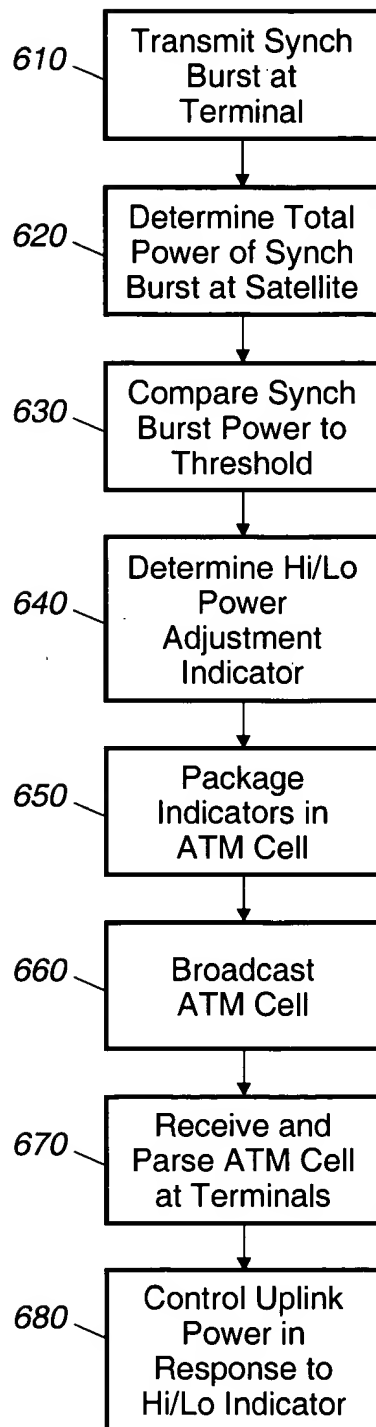 610
Transmit Synch
Burst at
Terminal
620
Determine Total
Power of Synch
Burst at Satellite
630
Compare Synch
Burst Power to
Threshold
640
Determine Hi/Lo
Power
Adjustment
Indicator
650
Package
Indicators in
ATM Cell
660
Broadcast
ATM Cell
670
Receive and
Parse ATM Cell
at Terminals
680
Control Uplink
Power in
Response to
Hi/Lo Indicator